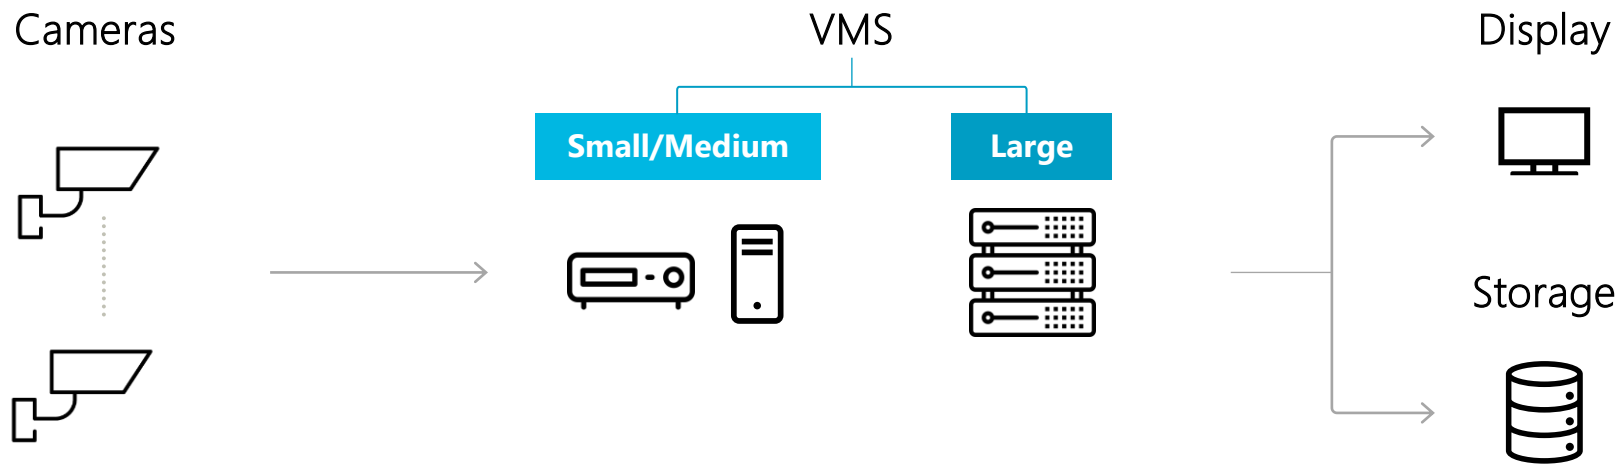 Cameras
VMS
Display
Small/Medium
Large
Storage